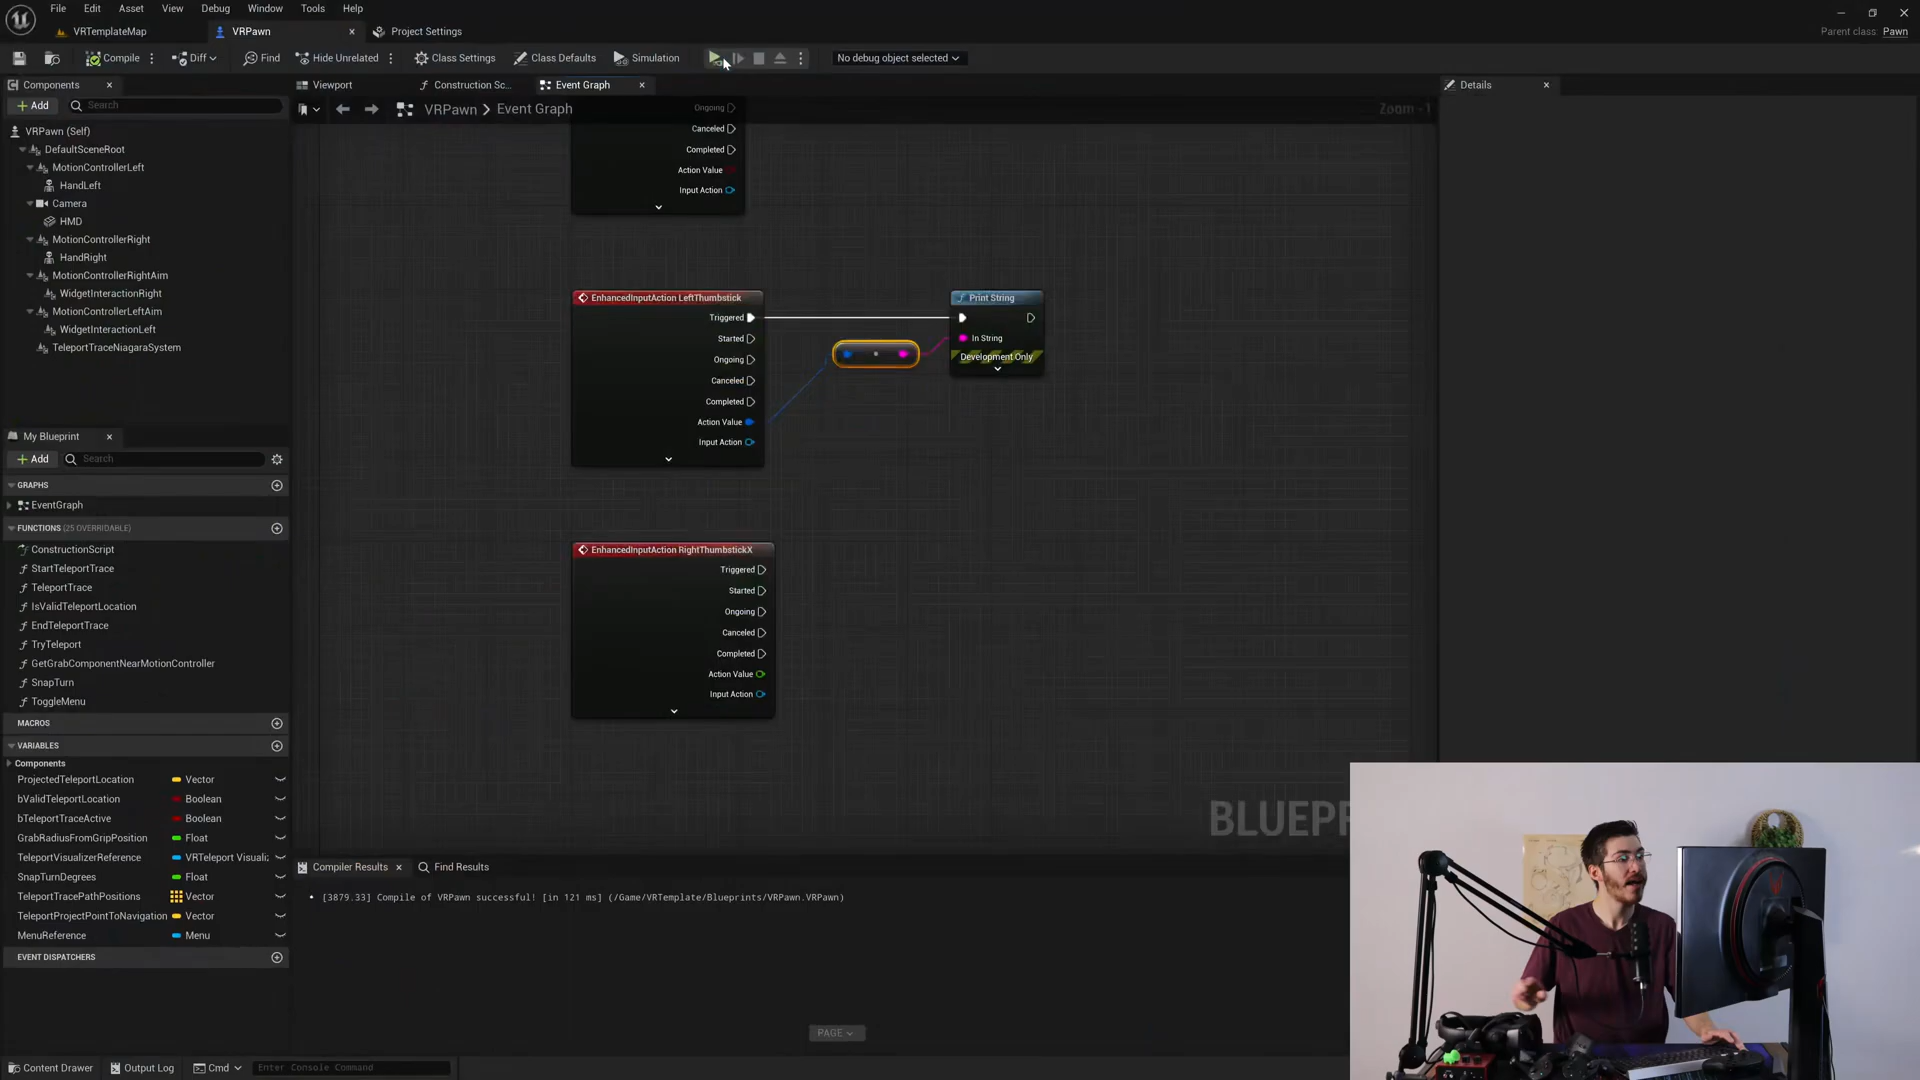 File Edit Asset View Debug Window Tools Help
VRTemplateMap VRPawn Project Settings
Parent class: Pawn
Compile Diff Find Hide Unrelated Class Settings Class Defaults Simulation No debug object selected
Components
Viewport Construction Sc... Event Graph
Details
Add Search
VRPawn > Event Graph
Zoom -1
VRPawn (Self)
DefaultSceneRoot
MotionControllerLeft
HandLeft
Camera
HMD
MotionControllerRight
HandRight
MotionControllerRightAim
WidgetInteractionRight
MotionControllerLeftAim
WidgetInteractionLeft
TeleportTraceNiagaraSystem
Ongoing
Canceled
Completed
Action Value
Input Action
EnhancedInputAction LeftThumbstick
Triggered
Started
Ongoing
Canceled
Completed
Action Value
Input Action
Print String
In String
Development Only
EnhancedInputAction RightThumbstickX
Triggered
Started
Ongoing
Canceled
Completed
Action Value
Input Action
My Blueprint
Add Search
GRAPHS
EventGraph
FUNCTIONS (25 OVERRIDABLE)
ConstructionScript
StartTeleportTrace
TeleportTrace
IsValidTeleportLocation
EndTeleportTrace
TryTeleport
GetGrabComponentNearMotionController
SnapTurn
ToggleMenu
MACROS
VARIABLES
Components
ProjectedTeleportLocation Vector
bValidTeleportLocation Boolean
bTeleportTraceActive Boolean
GrabRadiusFromGripPosition Float
TeleportVisualizerReference VRTeleport Visuali
SnapTurnDegrees Float
TeleportTracePathPositions Vector
TeleportProjectPointToNavigation Vector
MenuReference Menu
EVENT DISPATCHERS
BLUEP
Compiler Results Find Results
[3879.33] Compile of VRPawn successful! [in 121 ms] (/Game/VRTemplate/Blueprints/VRPawn.VRPawn)
PAGE
Content Drawer Output Log Cmd Enter Console Command